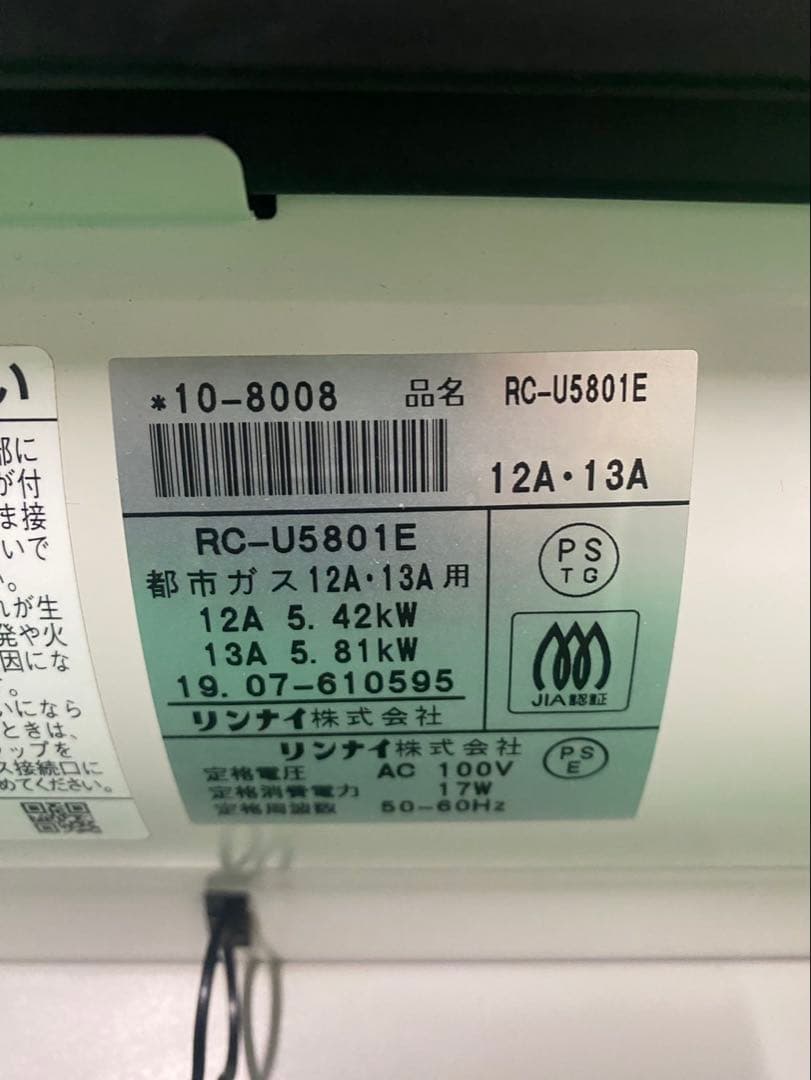 *10-8008 品名 RC-U5801E
12A・13A
RC-U5801E
都市ガス12A・13A用
12A 5.42kW
13A 5.81kW
19.07-610595
リンナイ株式会社
PS
TG
JIA認証
リンナイ株式会社
定格電圧 AC 100V
定格消費電力 17W
定格周波数 50-60Hz
PS
E
い
部に
が付
ま接
いで
い。
れが生
発や火
因にな
す。
いになら
ときは、
ャップを
ス接続口に
めてください。